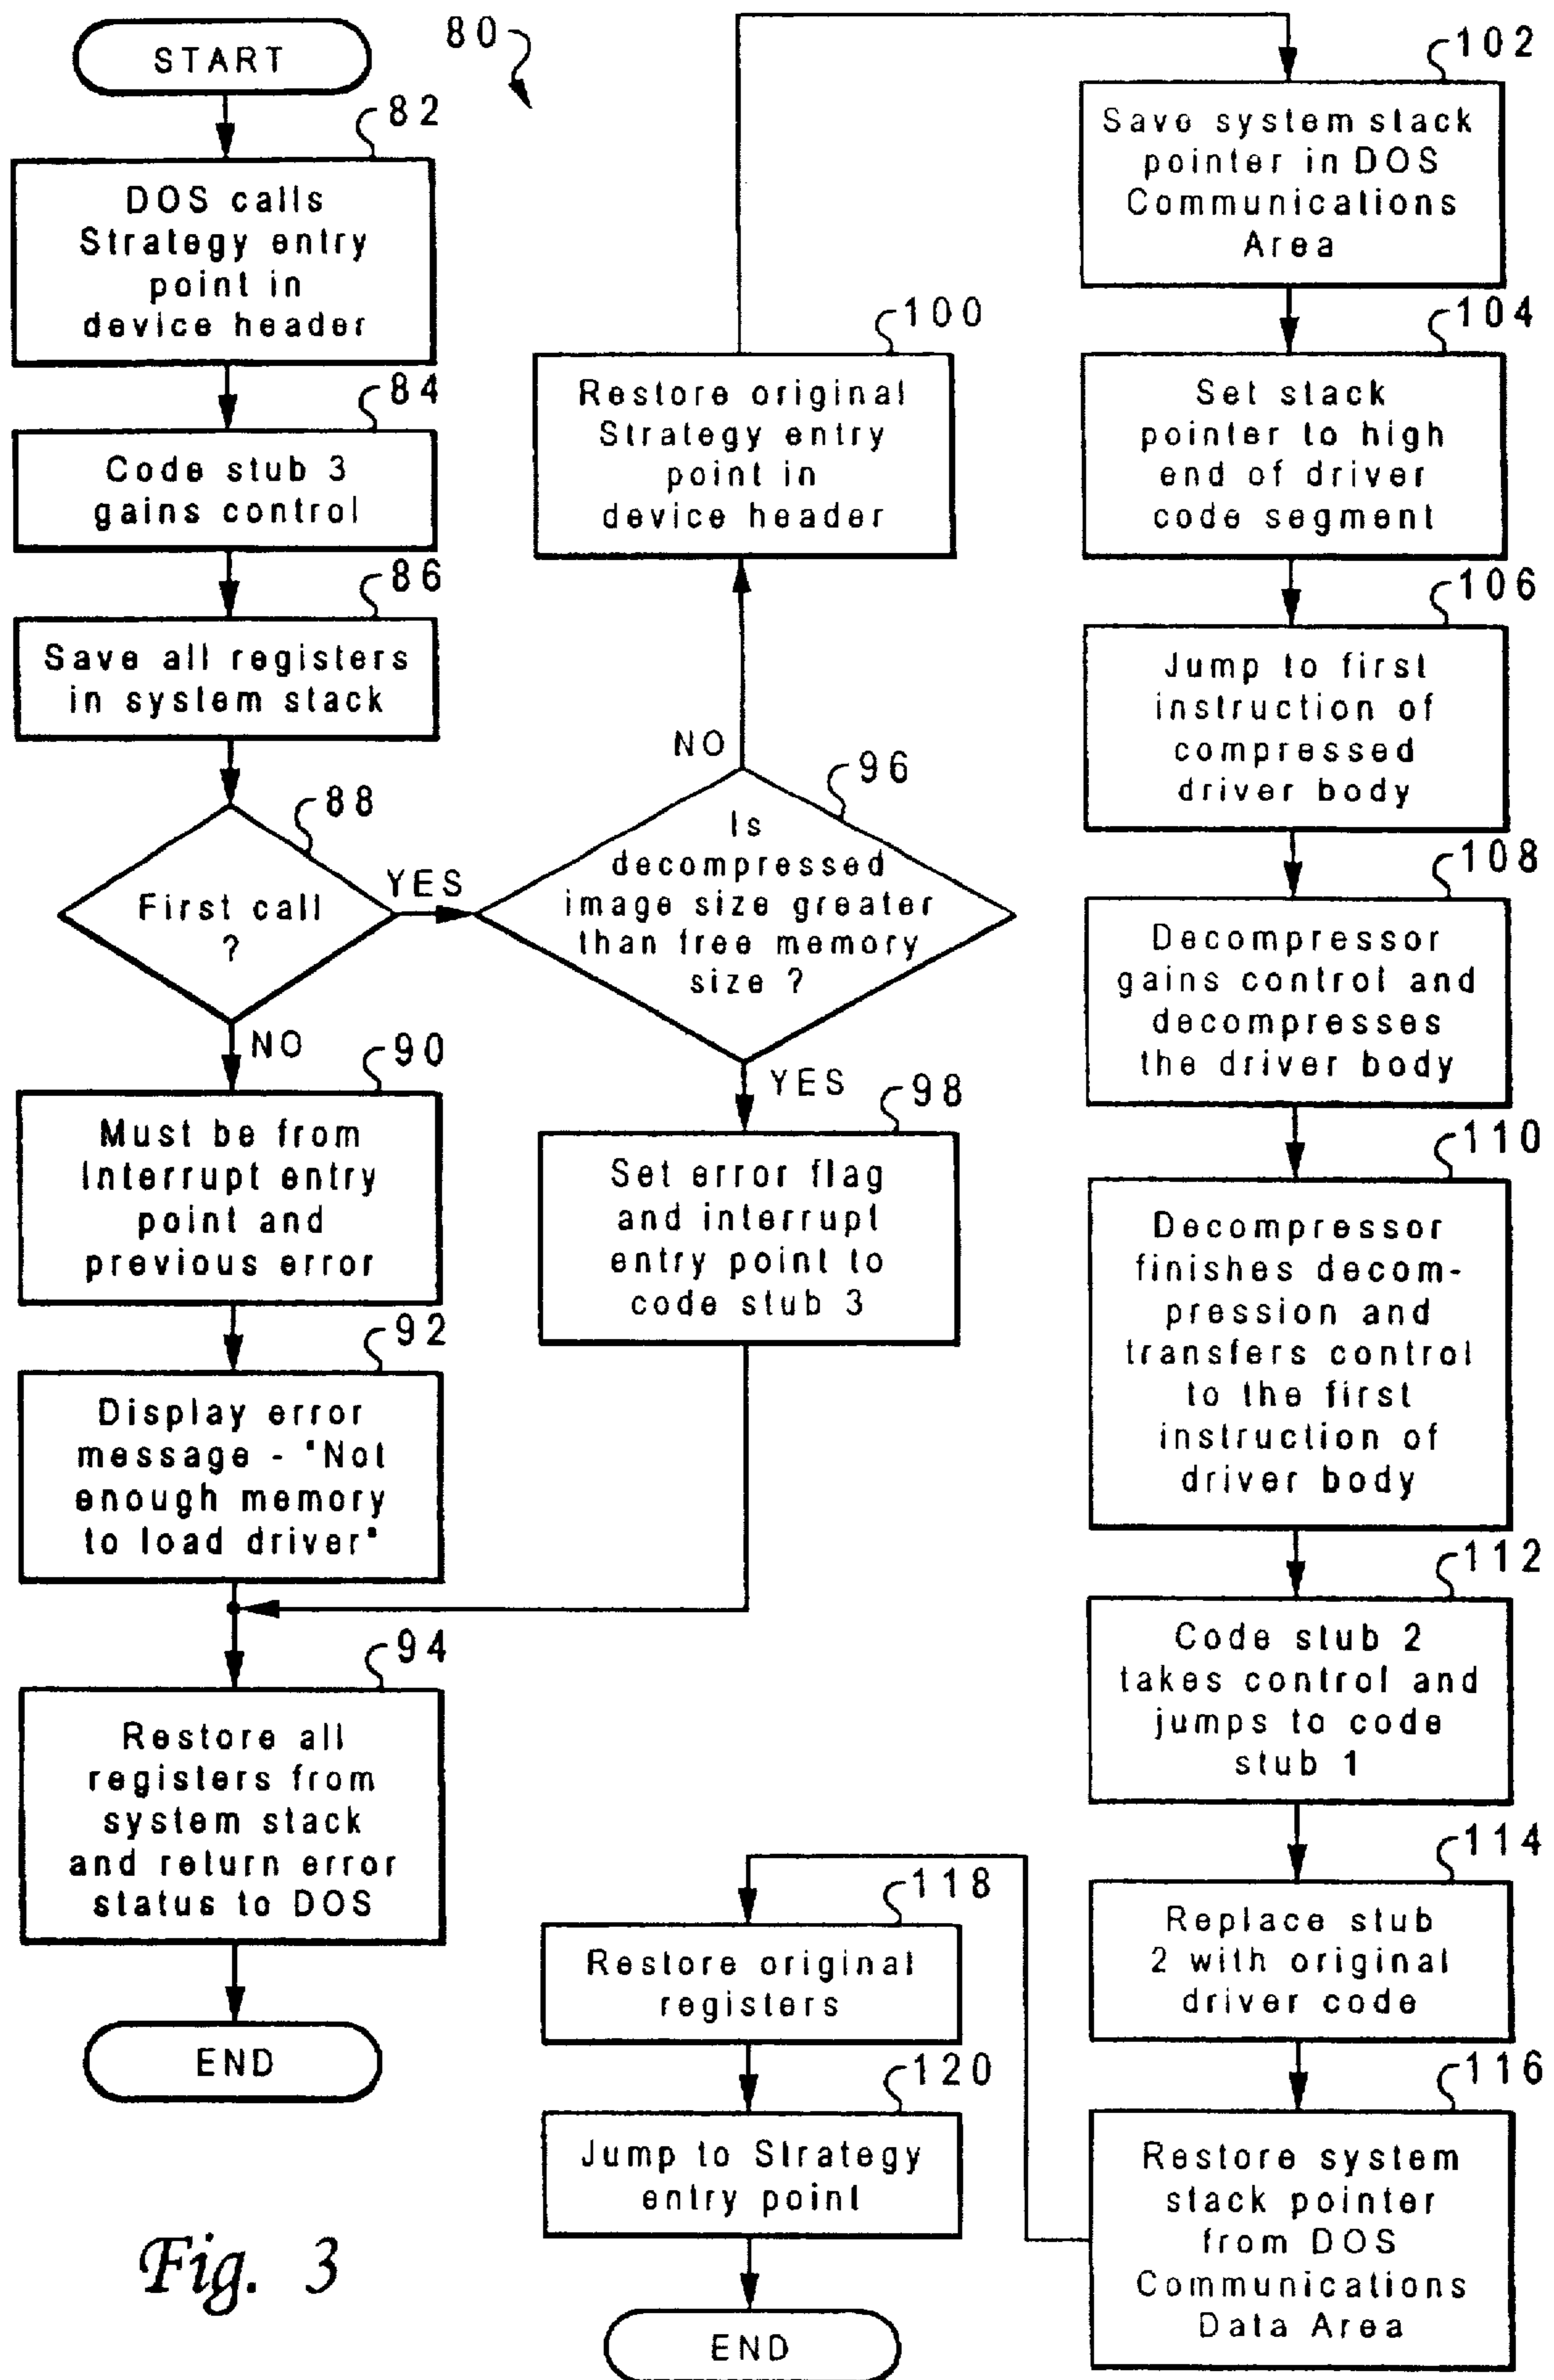 START
80
82
DOS calls
Strategy entry
point in
device header
84
Code stub 3
gains control
86
Save all registers
in system stack
88
First call
?
YES
NO
90
Must be from
Interrupt entry
point and
previous error
92
Display error
message - "Not
enough memory
to load driver"
94
Restore all
registers from
system stack
and return error
status to DOS
END
96
Is
decompressed
image size greater
than free memory
size ?
NO
YES
98
Set error flag
and interrupt
entry point to
code stub 3
100
Restore original
Strategy entry
point in
device header
102
Save system stack
pointer in DOS
Communications
Area
104
Set stack
pointer to high
end of driver
code segment
106
Jump to first
instruction of
compressed
driver body
108
Decompressor
gains control and
decompresses
the driver body
110
Decompressor
finishes decom-
pression and
transfers control
to the first
instruction of
driver body
112
Code stub 2
takes control and
jumps to code
stub 1
114
Replace stub
2 with original
driver code
116
Restore system
stack pointer
from DOS
Communications
Data Area
118
Restore original
registers
120
Jump to Strategy
entry point
END
Fig. 3